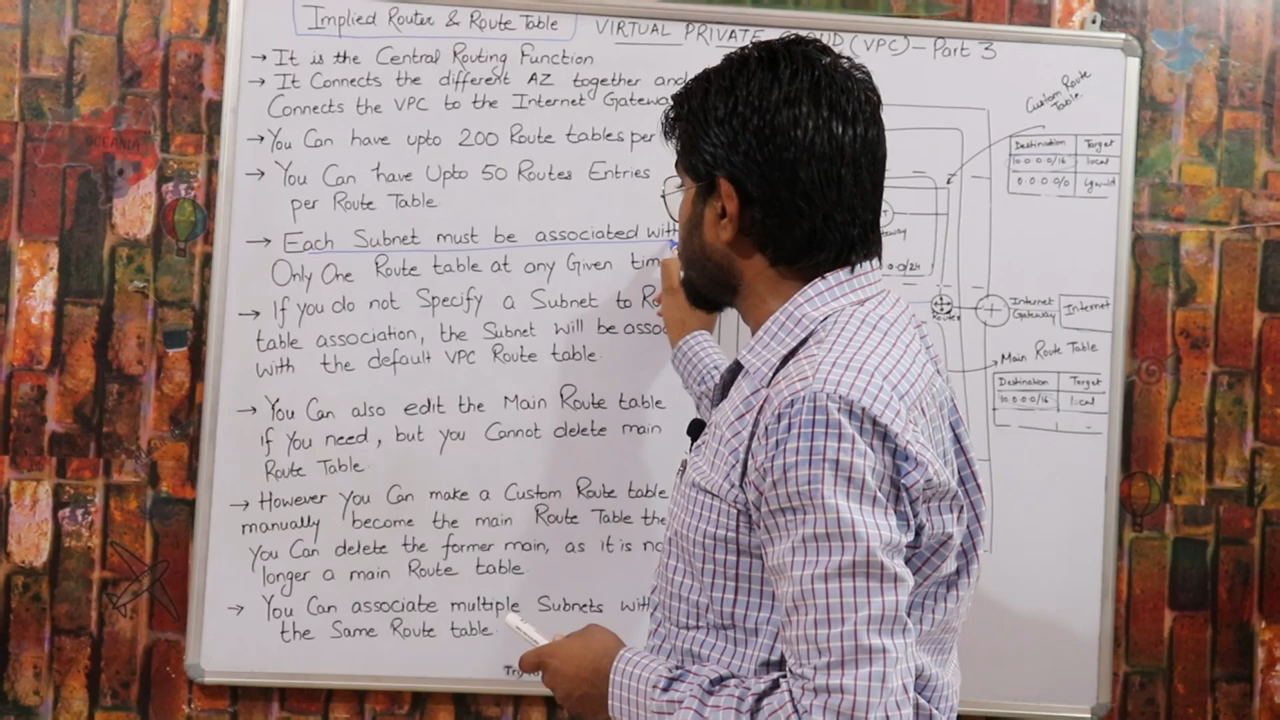 Implied Router & Route Table
VIRTUAL PRIVATE (VPC) - Part 3
→ It is the Central Routing Function
→ It Connects the different AZ together and
Connects the VPC to the Internet
→ You Can have upto 200 Route tables per
→ You Can have Upto 50 Routes Entries
per Route Table.
→ Each Subnet must be associated with
Only One Route table at any Given
→ If you do not Specify a Subnet to
table association, the Subnet will be
with the default VPC Route table.
→ You Can also edit the Main Route table
if You need, but you Cannot delete main
Route Table.
→ However You Can make a Custom Route table
manually become the main Route Table
You Can delete the former main, as it is
longer a main Route table
→ You Can associate multiple Subnets
the Same Route table.
Custom Route
Table
Destination Target
10.0.0.0/16 local
0.0.0.0/0
0.0/24
Router
Internet
Gateway
Internet
Main Route Table
Destination Target
10.0.0.0/16 local